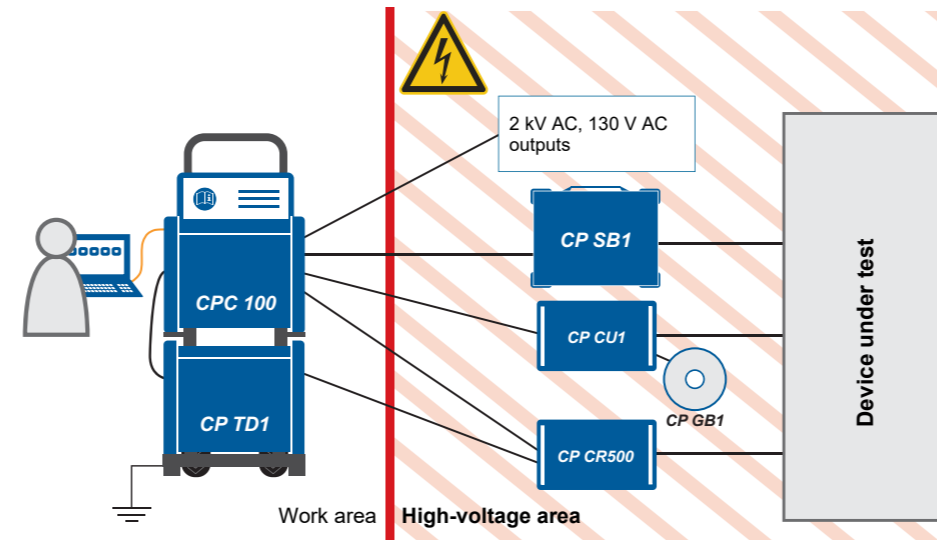 2 kV AC, 130 V AC
outputs
CP SB1
CPC 100
CP CU1
CP GB1
CP TD1
CP CR500
Device under test
Work area
High-voltage area